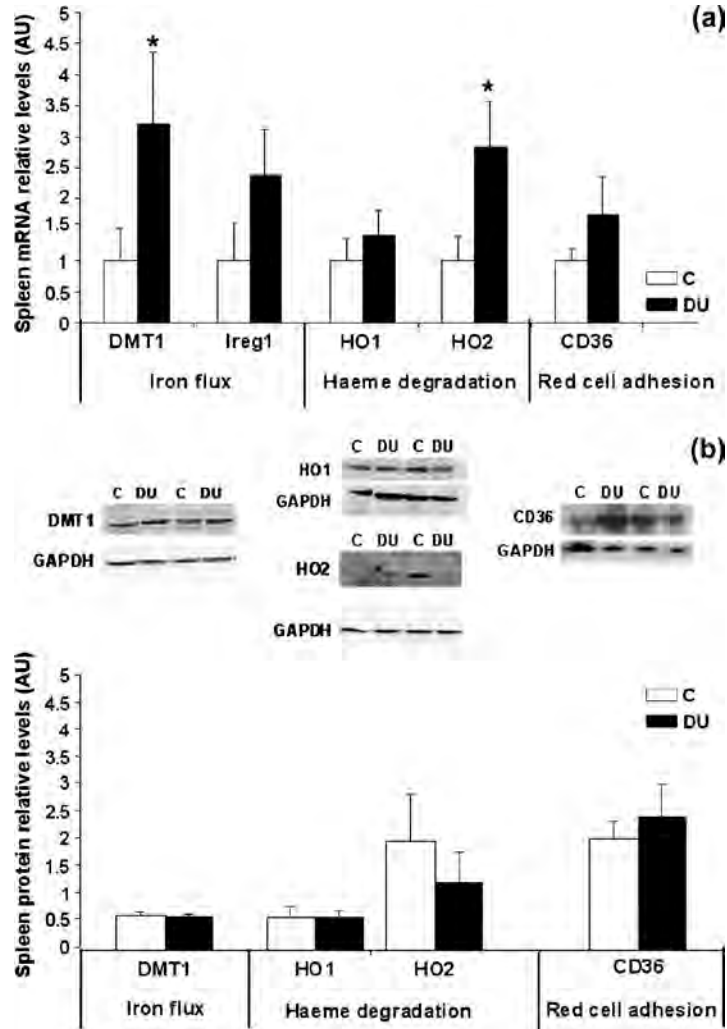 (a)
Spleen mRNA relative levels (AU)
5
4.5
4
3.5
3
2.5
2
1.5
1
0.5
0
*
*
C
DU
DMT1 Ireg1 HO1 HO2 CD36
Iron flux Haeme degradation Red cell adhesion
(b)
C DU C DU
DMT1
GAPDH
C DU C DU
HO1
GAPDH
C DU C DU
HO2
GAPDH
C DU C DU
CD36
GAPDH
Spleen protein relative levels (AU)
5
4.5
4
3.5
3
2.5
2
1.5
1
0.5
0
C
DU
DMT1 HO1 HO2 CD36
Iron flux Haeme degradation Red cell adhesion